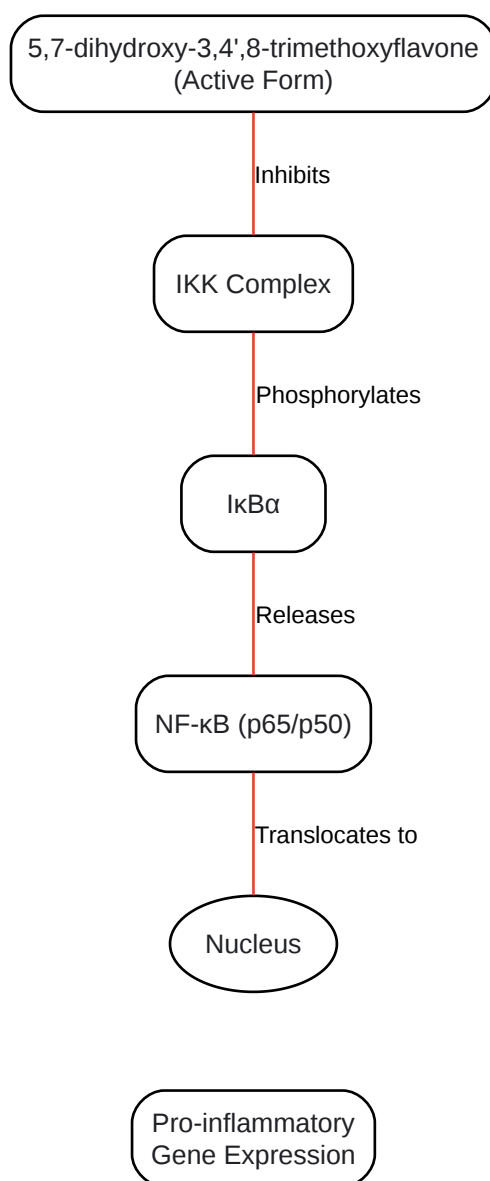 5,7-dihydroxy-3,4',8-trimethoxyflavone
(Active Form)
Inhibits
IKK Complex
Phosphorylates
IκBα
Releases
NF-κB (p65/p50)
Translocates to
Nucleus
Pro-inflammatory
Gene Expression